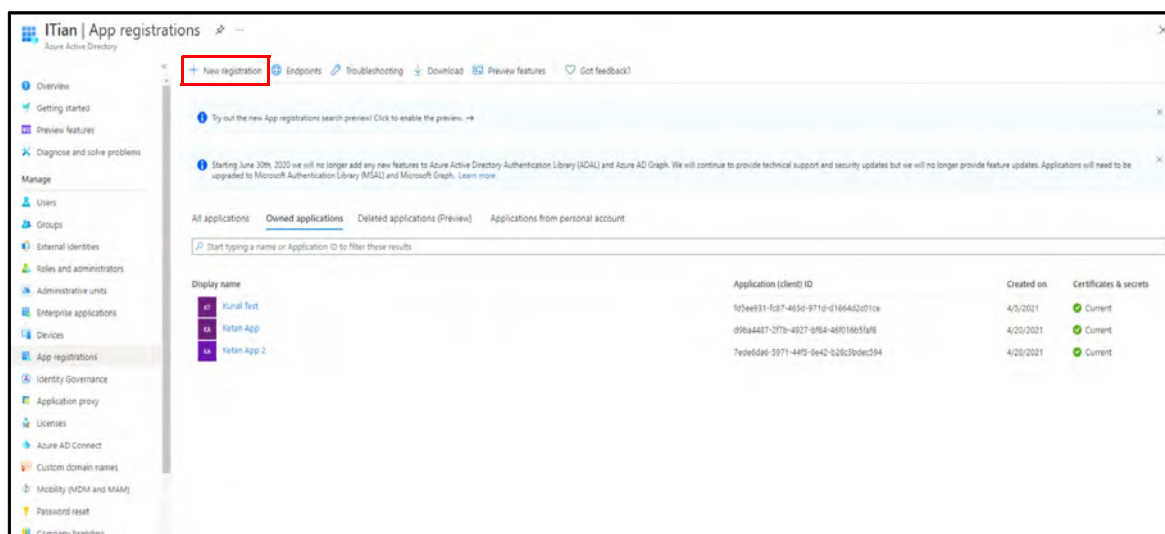 ITian | App registrations
Azure Active Directory
New registration Endpoints Troubleshooting Download Preview features Got feedback?
Overview
Getting started
Preview features
Diagnose and solve problems
Manage
Users
Groups
External Identities
Roles and administrators
Administrative units
Enterprise applications
Devices
App registrations
Identity Governance
Application proxy
Licenses
Azure AD Connect
Custom domain names
Mobility (MDM and MAM)
Password reset
Company branding
Try out the new App registrations search preview! Click to enable the preview. →
Starting June 30th, 2020 we will no longer add any new features to Azure Active Directory Authentication Library (ADAL) and Azure AD Graph. We will continue to provide technical support and security updates but we will no longer provide feature updates. Applications will need to be
upgraded to Microsoft Authentication Library (MSAL) and Microsoft Graph. Learn more
All applications Owned applications Deleted applications (Preview) Applications from personal account
Start typing a name or Application ID to filter these results
Display name Application (client) ID Created on Certificates & secrets
KT Kunal Test 4/5/2021 Current
KA Ketan App 4/20/2021 Current
KA Ketan App 2 4/20/2021 Current